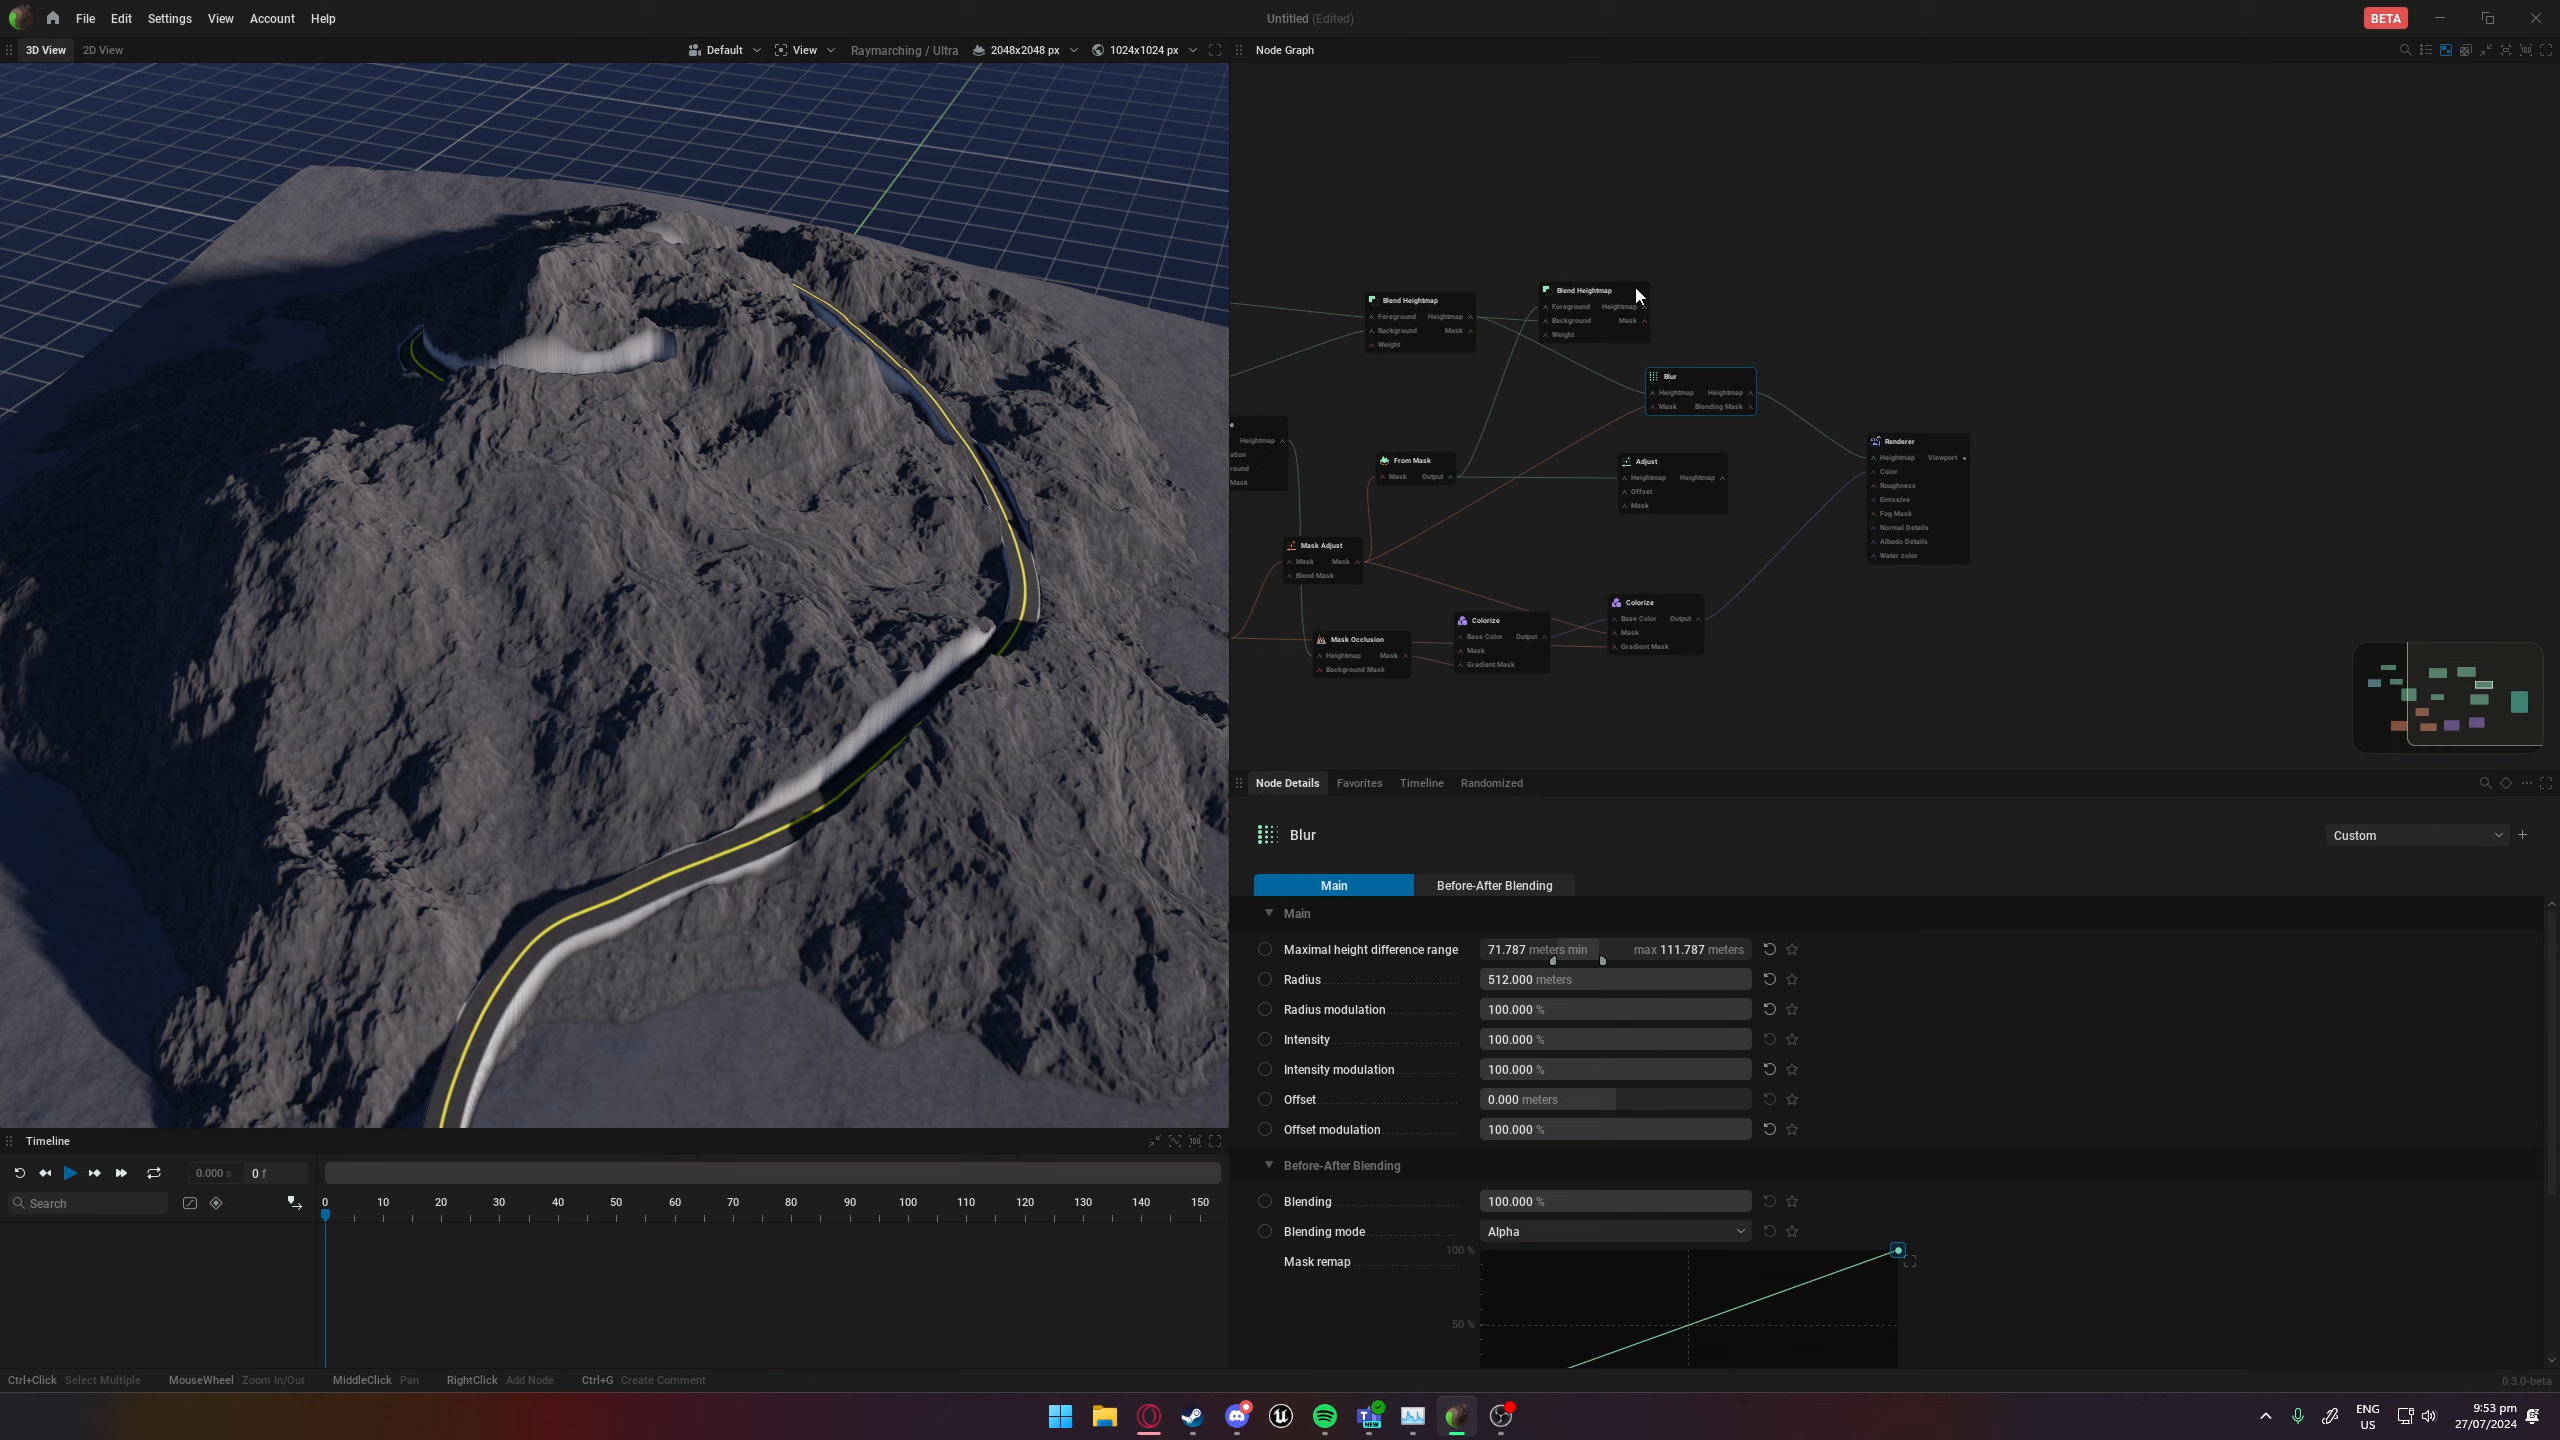 File Edit Settings View Account Help
Untitled (Edited)
BETA
3D View 2D View
Default View Raymarching / Ultra 2048x2048 px 1024x1024 px
Node Graph
Blend Heightmap
Foreground Heightmap
Background Mask
Weight
Blend Heightmap
Foreground Heightmap
Background Mask
Weight
Blur
Heightmap Heightmap
Mask Blending Mask
e
Heightmap
ation
round
Mask
From Mask
Mask Output
Adjust
Heightmap Heightmap
Offset
Mask
Renderer
Heightmap Viewport
Color
Roughness
Emissive
Fog Mask
Normal Details
Albedo Details
Water color
Mask Adjust
Mask Mask
Blend Mask
Mask Occlusion
Heightmap Mask
Background Mask
Colorize
Base Color Output
Mask
Gradient Mask
Colorize
Base Color Output
Mask
Gradient Mask
Node Details Favorites Timeline Randomized
Blur
Custom
Main Before-After Blending
Main
Maximal height difference range 71.787 meters min max 111.787 meters
Radius 512.000 meters
Radius modulation 100.000 %
Intensity 100.000 %
Intensity modulation 100.000 %
Offset 0.000 meters
Offset modulation 100.000 %
Before-After Blending
Blending 100.000 %
Blending mode Alpha
Mask remap
100 %
50 %
Timeline
0.000 s 0 f
Search
0 10 20 30 40 50 60 70 80 90 100 110 120 130 140 150
Ctrl+Click Select Multiple MouseWheel Zoom In/Out MiddleClick Pan RightClick Add Node Ctrl+G Create Comment
0.3.0-beta
NEW
ENG
US
9:53 pm
27/07/2024